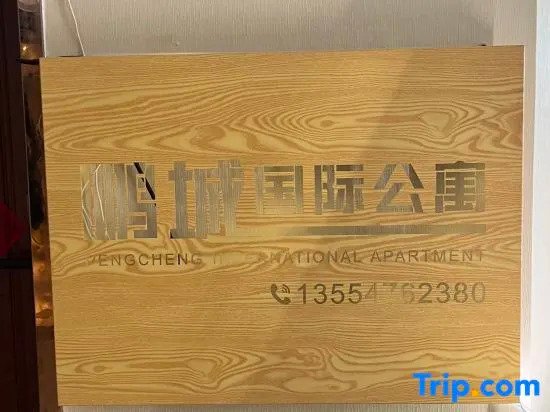 鹏城国际公寓
PENGCHENG INTERNATIONAL APARTMENT
13554762380
Trip.com